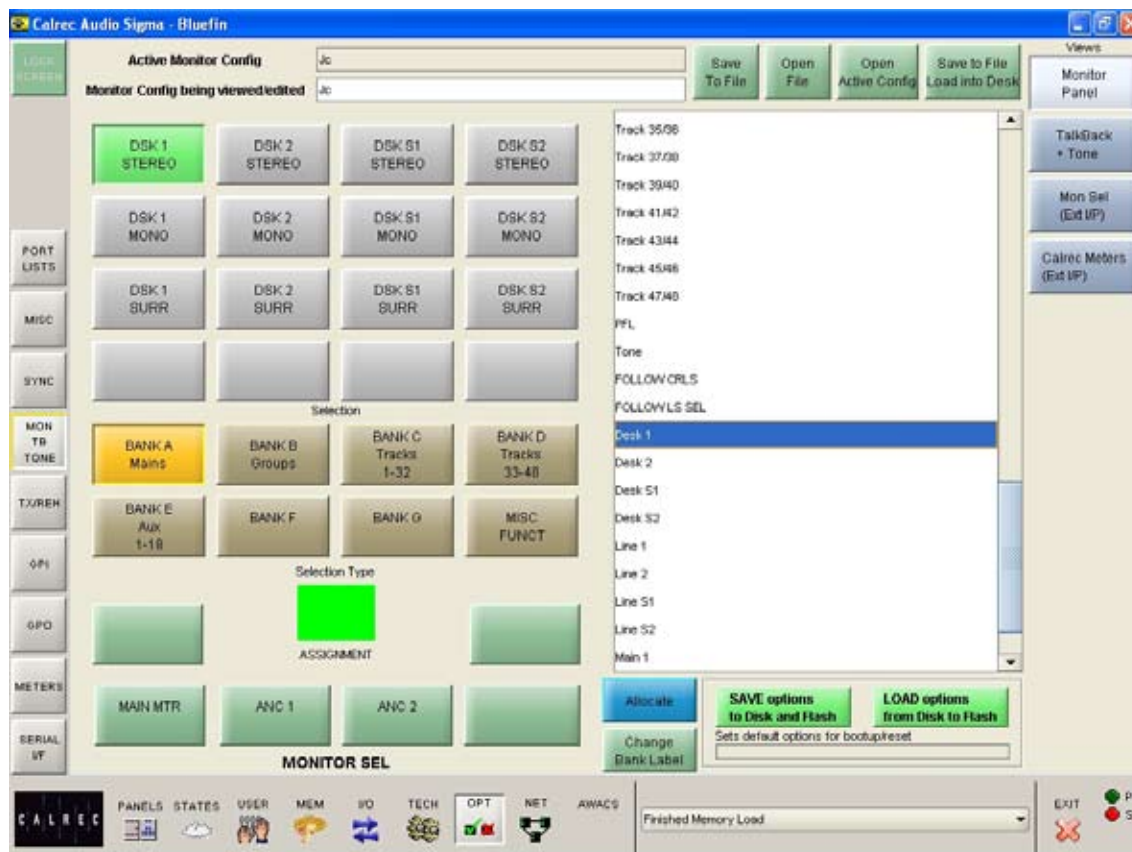 Calrec Audio Sigma - Bluefin
LOCK
SCREEN
Active Monitor Config
Jc
Monitor Config being viewed/edited
Jc
Save
To File
Open
File
Open
Active Config
Save to File
Load into Desk
Views
Monitor
Panel
TalkBack
+ Tone
Mon Sel
(Ext I/P)
Calrec Meters
(Ext I/P)
PORT
LISTS
MISC
SYNC
MON
TB
TONE
TX/REH
GPI
GPO
METERS
SERIAL
I/F
DSK 1
STEREO
DSK 2
STEREO
DSK S1
STEREO
DSK S2
STEREO
DSK 1
MONO
DSK 2
MONO
DSK S1
MONO
DSK S2
MONO
DSK 1
SURR
DSK 2
SURR
DSK S1
SURR
DSK S2
SURR
Selection
BANK A
Mains
BANK B
Groups
BANK C
Tracks
1-32
BANK D
Tracks
33-48
BANK E
Aux
1-18
BANK F
BANK G
MISC
FUNCT
Selection Type
ASSIGNMENT
MAIN MTR
ANC 1
ANC 2
MONITOR SEL
Track 35/36
Track 37/38
Track 39/40
Track 41/42
Track 43/44
Track 45/46
Track 47/48
PFL
Tone
FOLLOW CRLS
FOLLOW LS SEL
Desk 1
Desk 2
Desk S1
Desk S2
Line 1
Line 2
Line S1
Line S2
Main 1
Allocate
Change
Bank Label
SAVE options
to Disk and Flash
LOAD options
from Disk to Flash
Sets default options for bootup/reset
CALREC
PANELS
STATES
USER
MEM
I/O
TECH
OPT
NET
AWACS
Finished Memory Load
EXIT
P
S